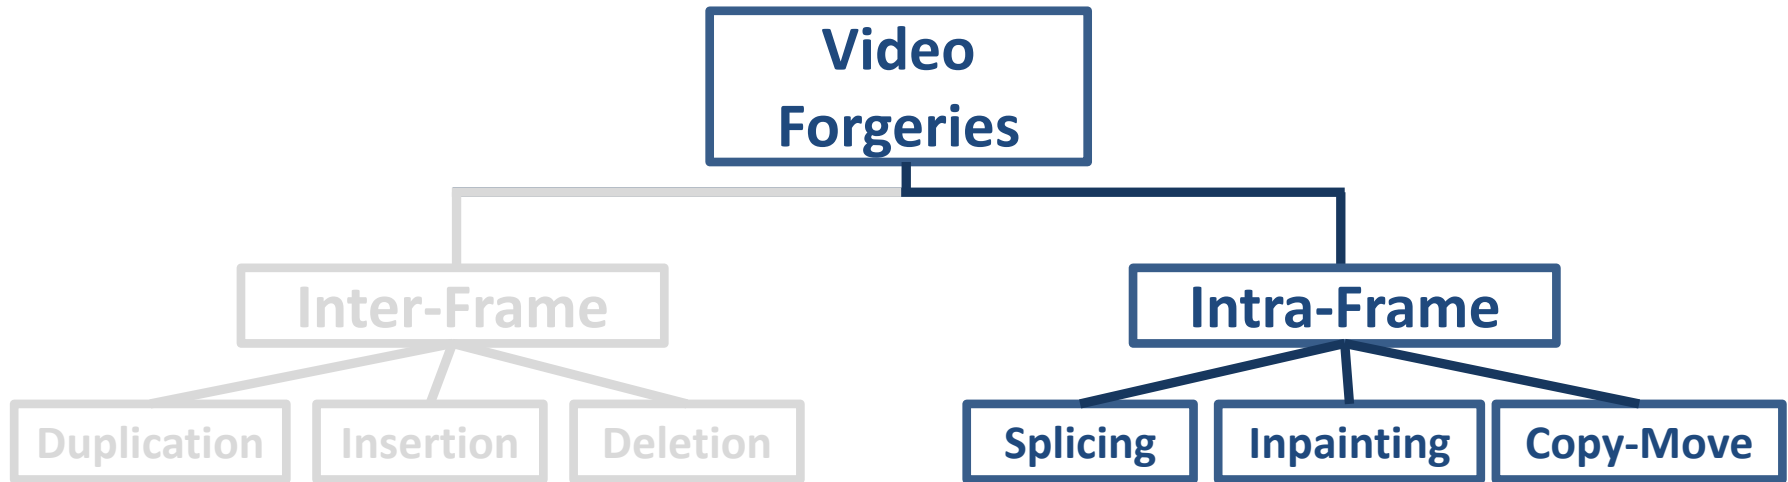 Video
Forgeries
Inter-Frame
Intra-Frame
Duplication
Insertion
Deletion
Splicing
Inpainting
Copy-Move